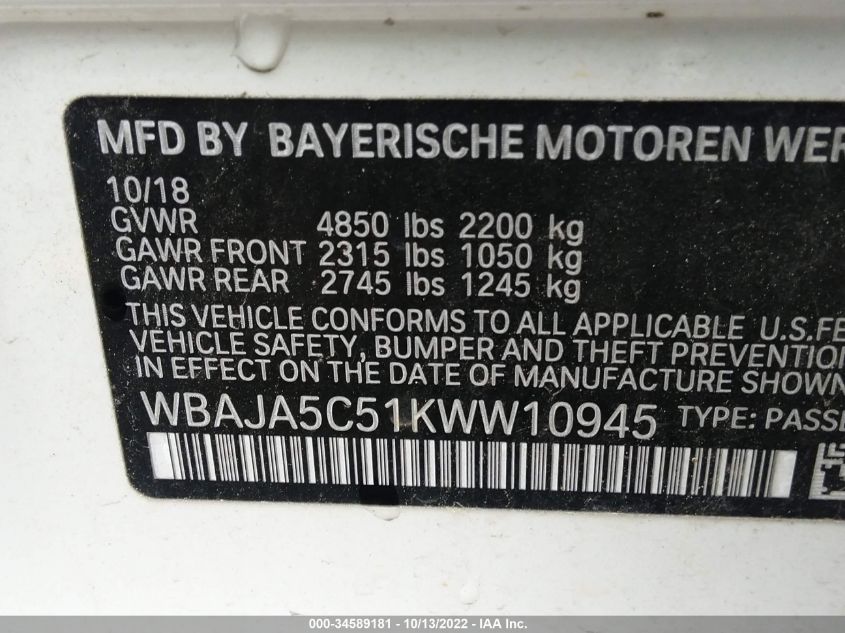 MFD BY BAYERISCHE MOTOREN WER
10/18
GVWR 4850 lbs 2200 kg
GAWR FRONT 2315 lbs 1050 kg
GAWR REAR 2745 lbs 1245 kg
THIS VEHICLE CONFORMS TO ALL APPLICABLE U.S.FE
VEHICLE SAFETY, BUMPER AND THEFT PREVENTION
IN EFFECT ON THE DATE OF MANUFACTURE SHOWN
WBAJA5C51KWW10945 TYPE: PASSE
000-34589181 - 10/13/2022 - IAA Inc.